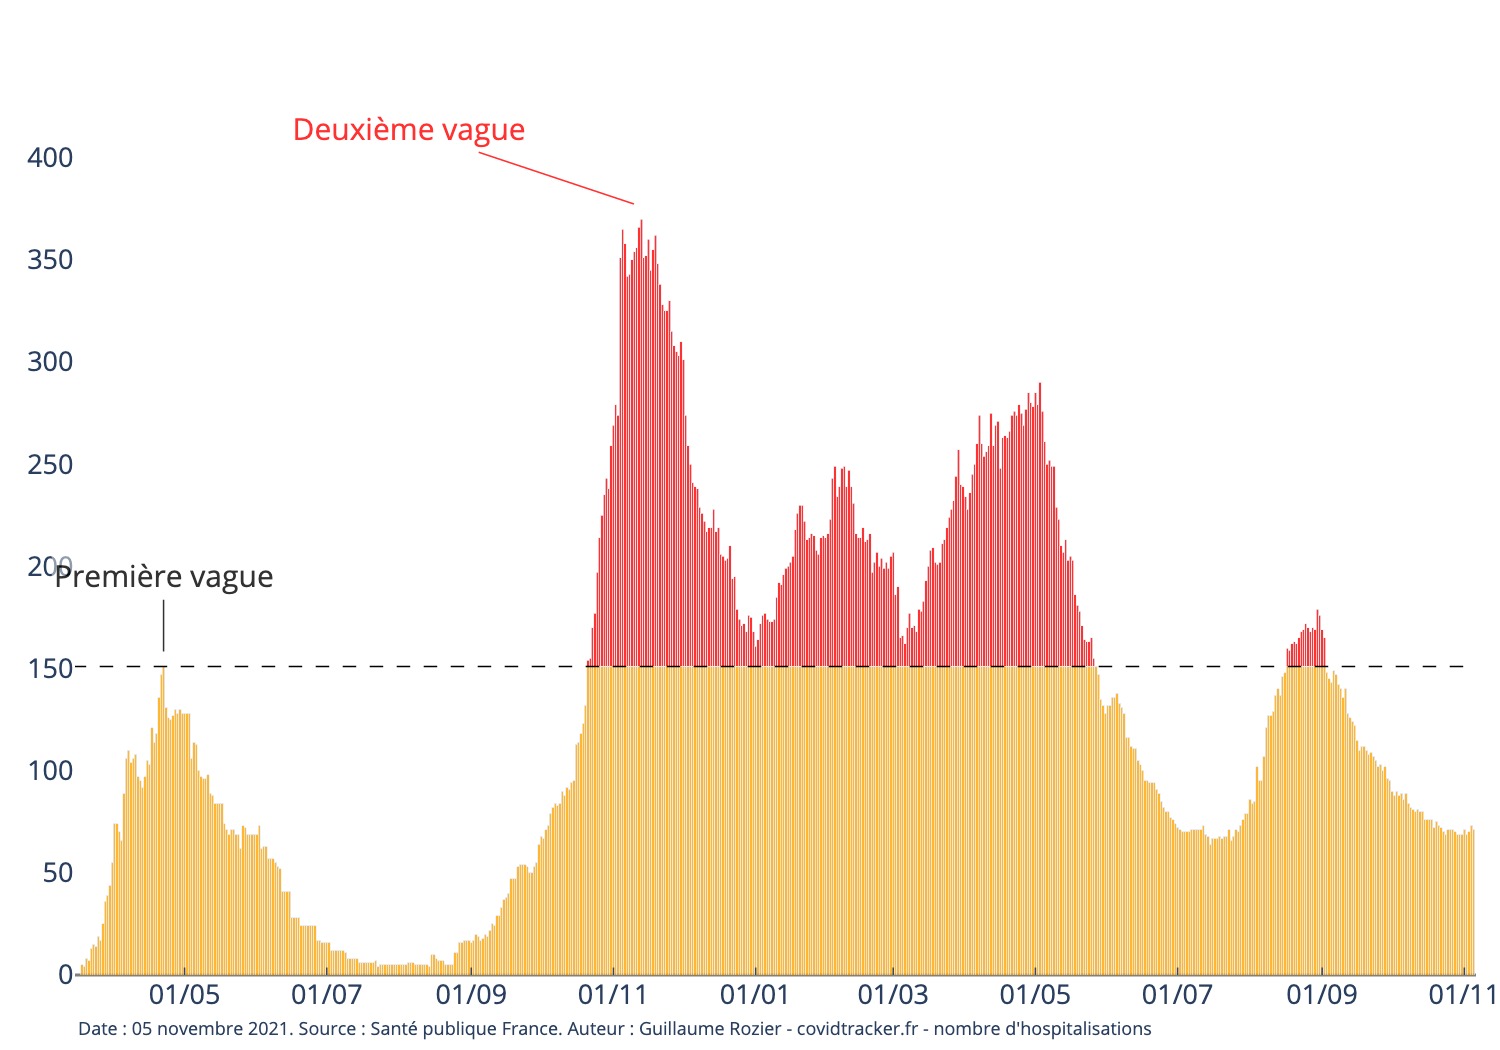 Deuxième vague
400
350
300
250
200
Première vague
150
100
50
0
01/05 01/07 01/09 01/11 01/01 01/03 01/05 01/07 01/09 01/11
Date : 05 novembre 2021. Source : Santé publique France. Auteur : Guillaume Rozier - covidtracker.fr - nombre d'hospitalisations